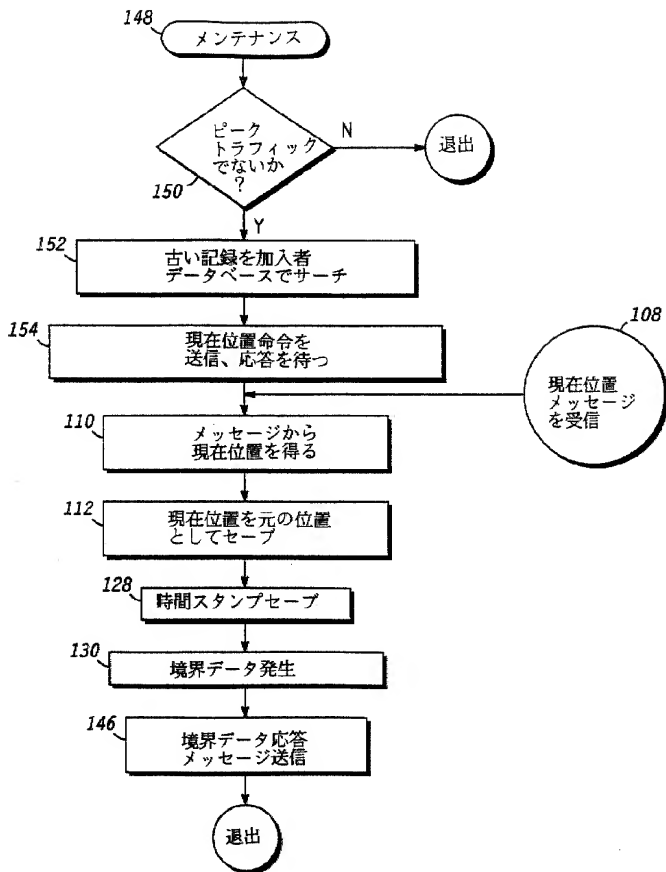 148
メンテナンス
ピーク
トラフィック
でないか
?
150
N
退出
Y
152
古い記録を加入者
データベースでサーチ
154
現在位置命令を
送信、応答を待つ
108
現在位置
メッセージ
を受信
110
メッセージから
現在位置を得る
112
現在位置を元の位置
としてセーブ
128
時間スタンプセーブ
130
境界データ発生
146
境界データ応答
メッセージ送信
退出